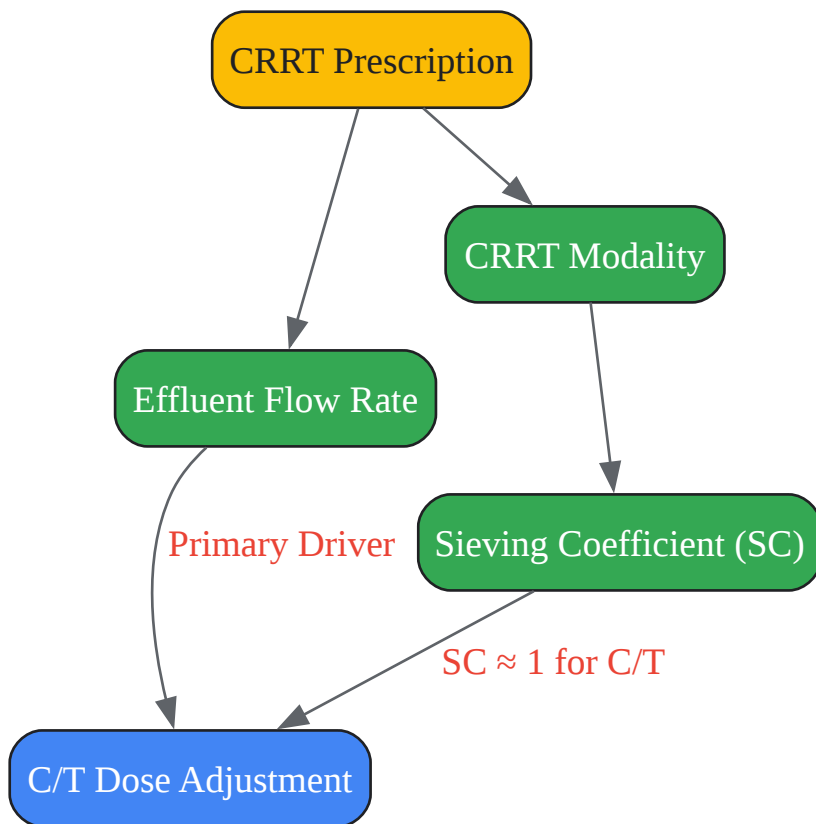 CRRT Prescription
CRRT Modality
Effluent Flow Rate
Primary Driver
Sieving Coefficient (SC)
SC ≈ 1 for C/T
C/T Dose Adjustment